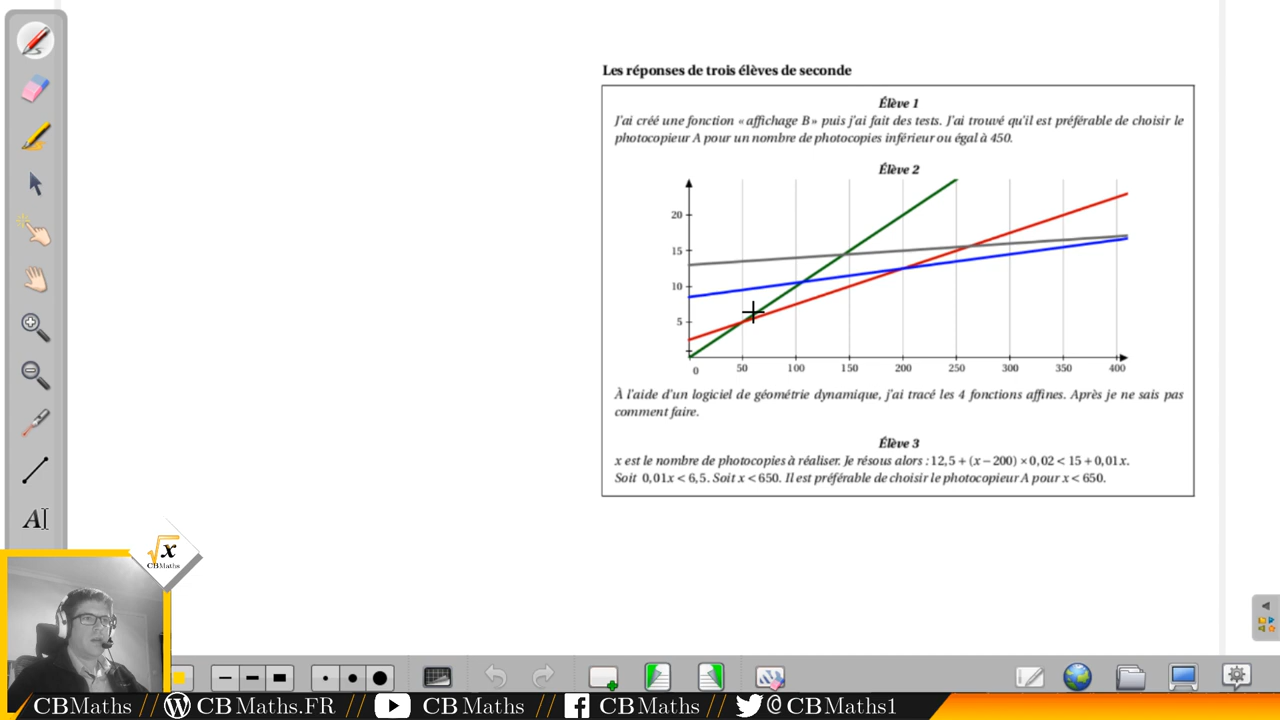 Les réponses de trois élèves de seconde
Élève 1
J'ai créé une fonction « affichage B » puis j'ai fait des tests. J'ai trouvé qu'il est préférable de choisir le
photocopieur A pour un nombre de photocopies inférieur ou égal à 450.
Élève 2
20
15
10
5
0
50
100
150
200
250
300
350
400
À l'aide d'un logiciel de géométrie dynamique, j'ai tracé les 4 fonctions affines. Après je ne sais pas
comment faire.
Élève 3
x est le nombre de photocopies à réaliser. Je résous alors : 12,5 + (x − 200) × 0,02 < 15 + 0,01x.
Soit 0,01x < 6,5. Soit x < 650. Il est préférable de choisir le photocopieur A pour x < 650.
AI
√x
CBMaths
CBMaths // CBMaths.FR // CBMaths // CBMaths // @CBMaths1